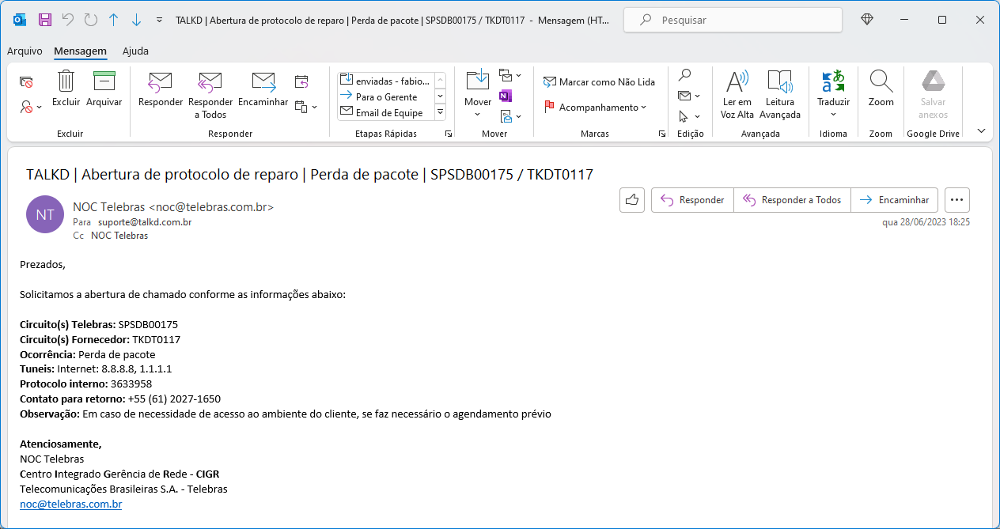 TALKD | Abertura de protocolo de reparo | Perda de pacote | SPSDB00175 / TKDT0117 - Mensagem (HT...
Pesquisar
Arquivo Mensagem Ajuda
Excluir Arquivar
Excluir
Responder Responder a Todos Encaminhar
Responder
enviadas - fabio...
Para o Gerente
Email de Equipe
Etapas Rápidas
Mover
Mover
Marcar como Não Lida
Acompanhamento
Marcas
Edição
Ler em Voz Alta Leitura Avançada
Avançada
Traduzir
Idioma
Zoom
Zoom
Salvar anexos
Google Drive
TALKD | Abertura de protocolo de reparo | Perda de pacote | SPSDB00175 / TKDT0117
NT
NOC Telebras <noc@telebras.com.br>
Para suporte@talkd.com.br
Cc NOC Telebras
Responder Responder a Todos Encaminhar
qua 28/06/2023 18:25
Prezados,
Solicitamos a abertura de chamado conforme as informações abaixo:
Circuito(s) Telebras: SPSDB00175
Circuito(s) Fornecedor: TKDT0117
Ocorrência: Perda de pacote
Tuneis: Internet: 8.8.8.8, 1.1.1.1
Protocolo interno: 3633958
Contato para retorno: +55 (61) 2027-1650
Observação: Em caso de necessidade de acesso ao ambiente do cliente, se faz necessário o agendamento prévio
Atenciosamente,
NOC Telebras
Centro Integrado Gerência de Rede - CIGR
Telecomunicações Brasileiras S.A. - Telebras
noc@telebras.com.br